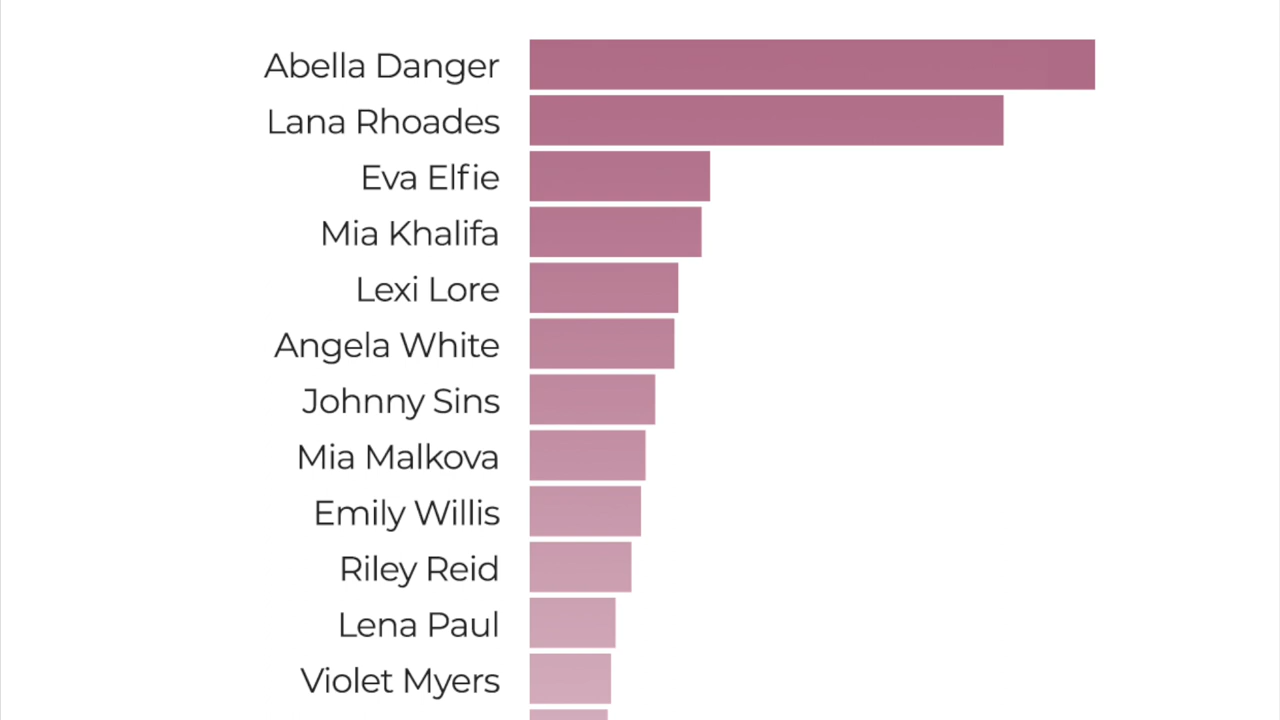 Abella Danger
Lana Rhoades
Eva Elfie
Mia Khalifa
Lexi Lore
Angela White
Johnny Sins
Mia Malkova
Emily Willis
Riley Reid
Lena Paul
Violet Myers